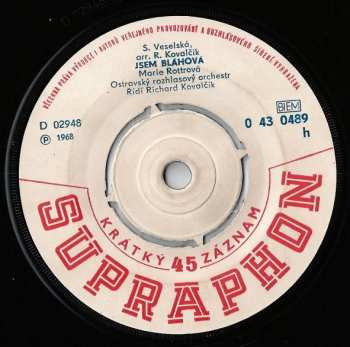 VŠECHNA PRÁVA VÝROBCE I AUTORŮ VEŘEJNÉHO PROVOZOVÁNÍ A ROZHLASOVÉHO ŠÍŘENÍ VYHRAZENA
S. Veselská,
arr. R. Kovalčík
JSEM BLÁHOVÁ
Marie Rottrová
Ostravský rozhlasový orchestr
Řídí Richard Kovalčík
D 02948
Ⓟ 1968
BIEM
0 43 0489
h
KRÁTKÝ 45 ZÁZNAM
SUPRAPHON